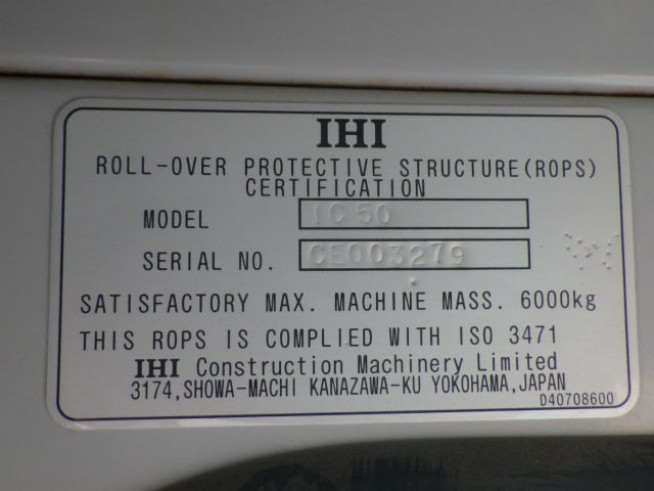 IHI
ROLL-OVER PROTECTIVE STRUCTURE(ROPS)
CERTIFICATION
MODEL IC50
SERIAL NO. CE003279
SATISFACTORY MAX. MACHINE MASS. 6000kg
THIS ROPS IS COMPLIED WITH ISO 3471
IHI Construction Machinery Limited
3174,SHOWA-MACHI KANAZAWA-KU YOKOHAMA,JAPAN
D40708600